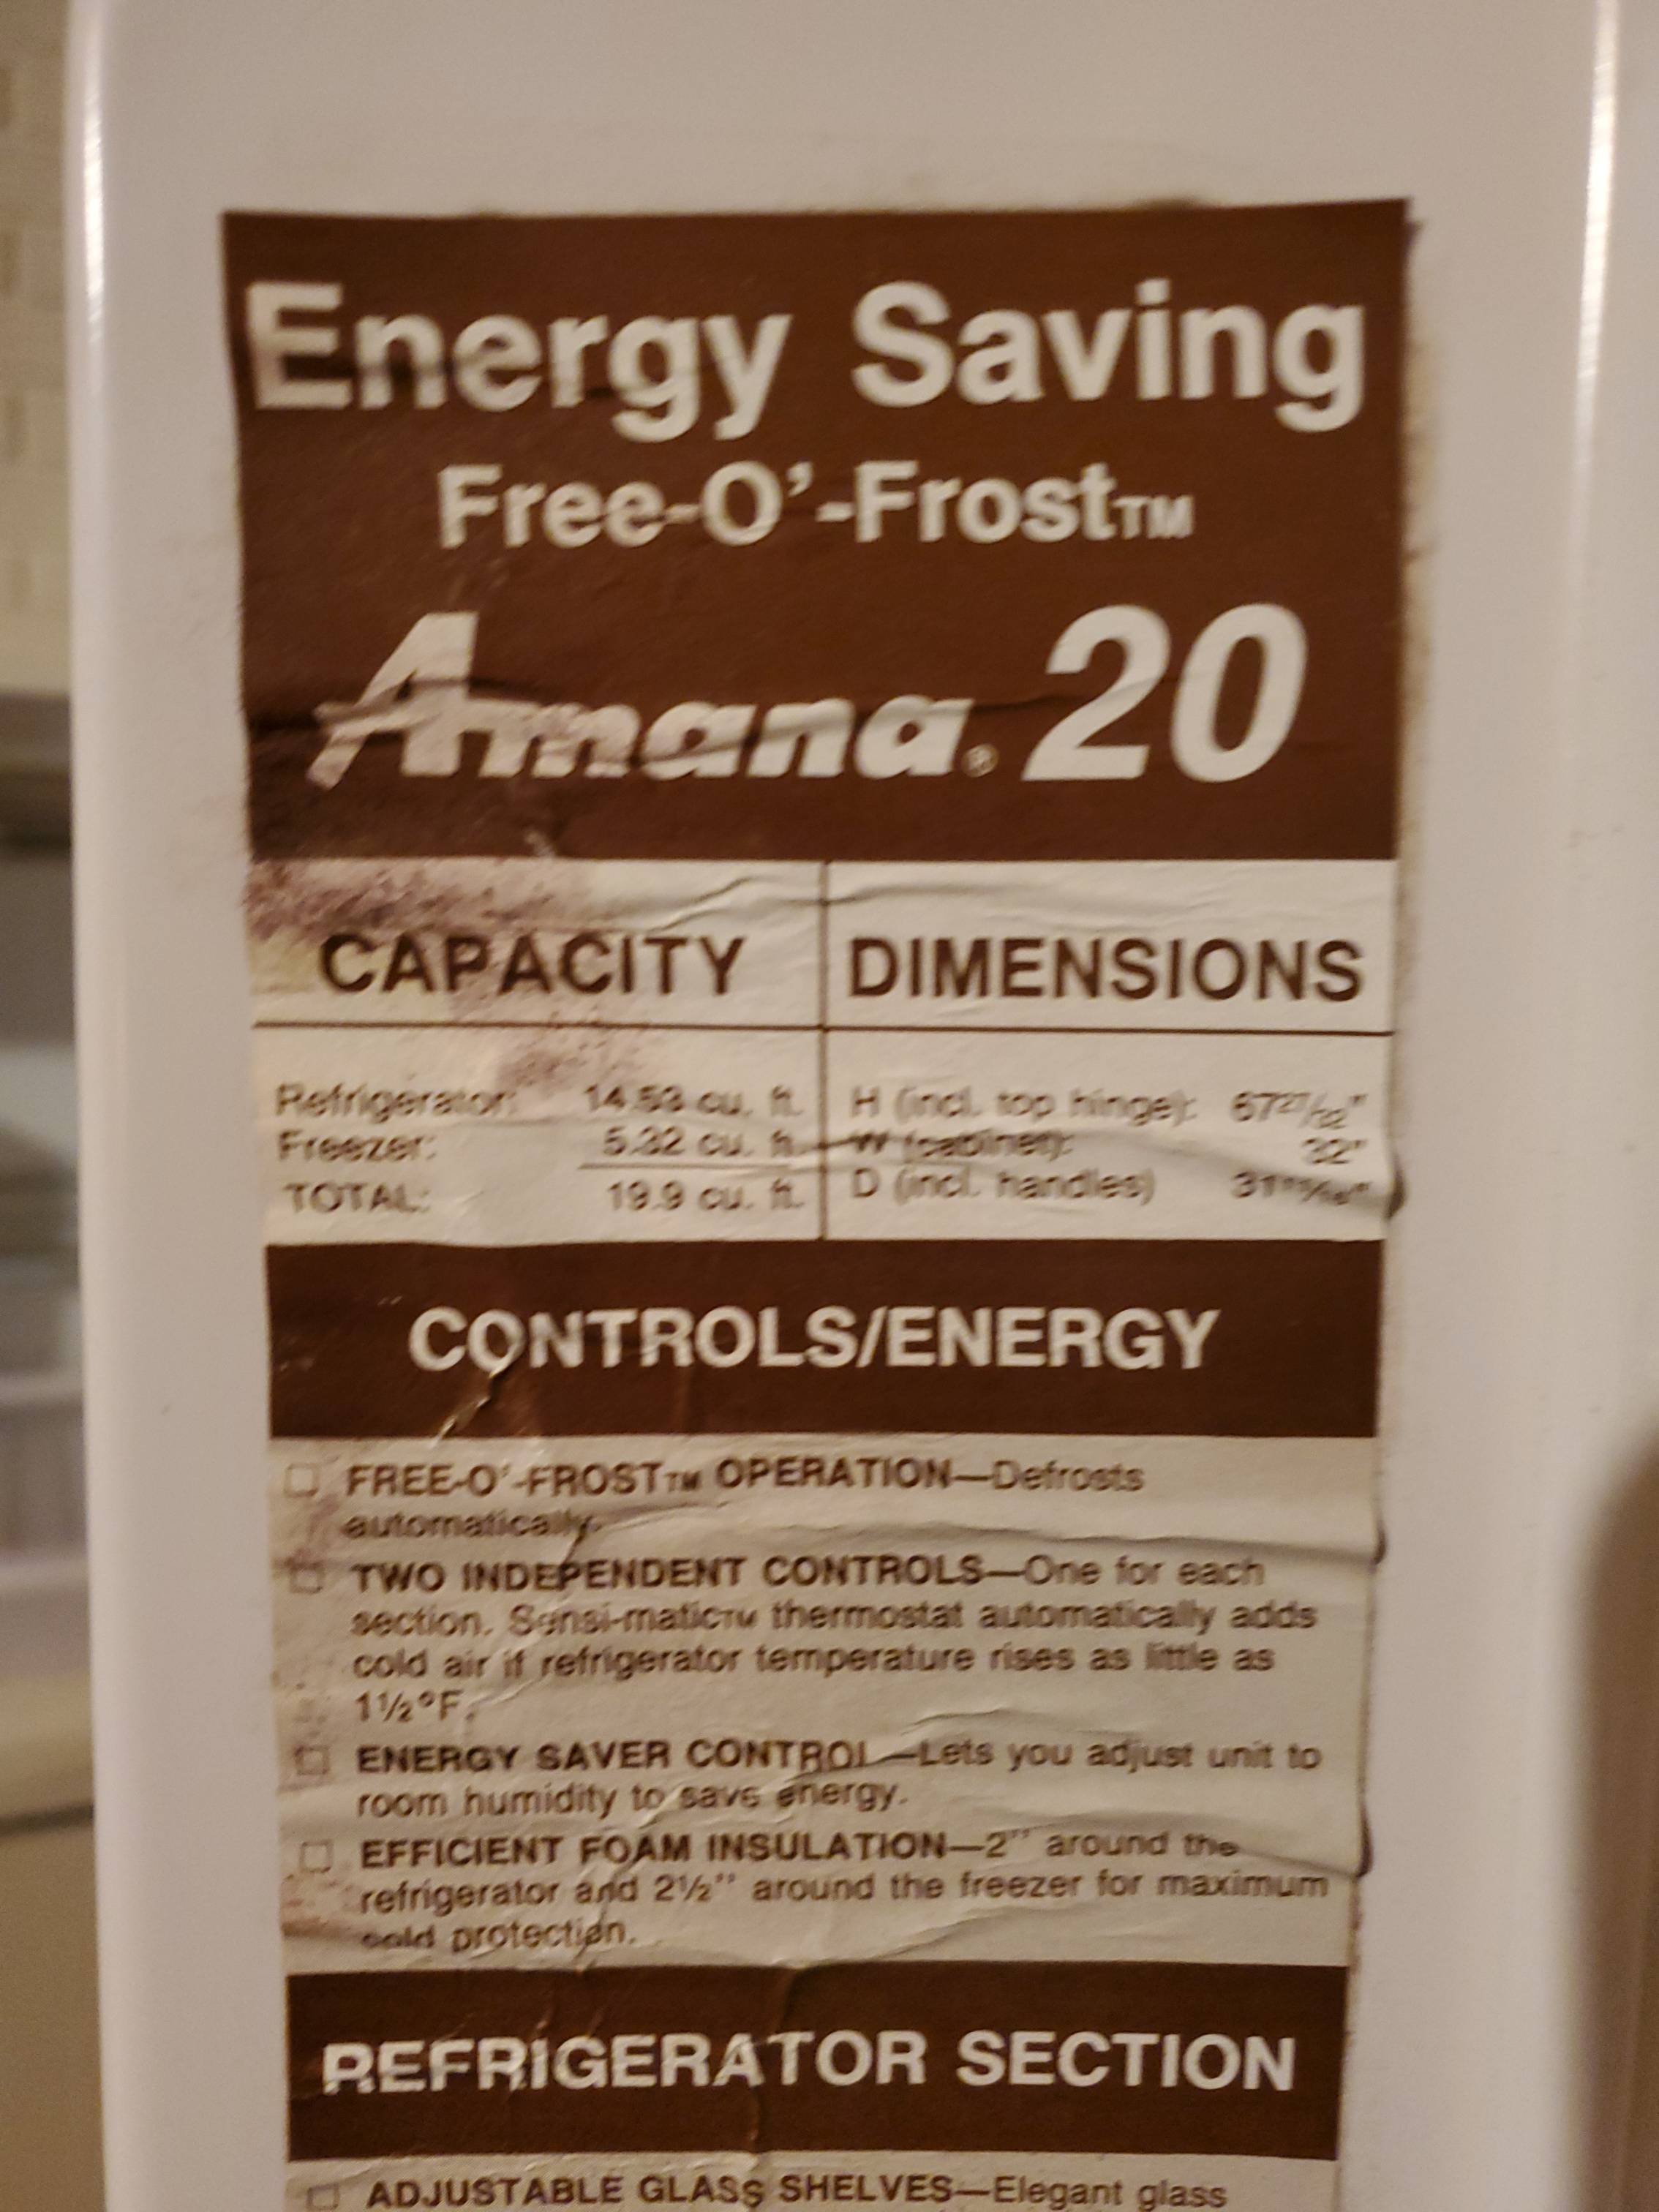 Energy Saving
Free-O'-Frost™
Amana® 20
CAPACITY
DIMENSIONS
Refrigerator: cu. ft.
Freezer: 5.32 cu. ft.
TOTAL: 19.9 cu. ft.
H (incl. top hinge): 67 27/32"
W (cabinet): 32"
D (incl. handles)
CONTROLS/ENERGY
☐ FREE-O'-FROST™ OPERATION—Defrosts
automatically.
☐ TWO INDEPENDENT CONTROLS—One for each
section. Sensi-matic™ thermostat automatically adds
cold air if refrigerator temperature rises as little as
1½°F.
☐ ENERGY SAVER CONTROL—Lets you adjust unit to
room humidity to save energy.
☐ EFFICIENT FOAM INSULATION—2" around the
refrigerator and 2½" around the freezer for maximum
cold protection.
REFRIGERATOR SECTION
☐ ADJUSTABLE GLASS SHELVES—Elegant glass